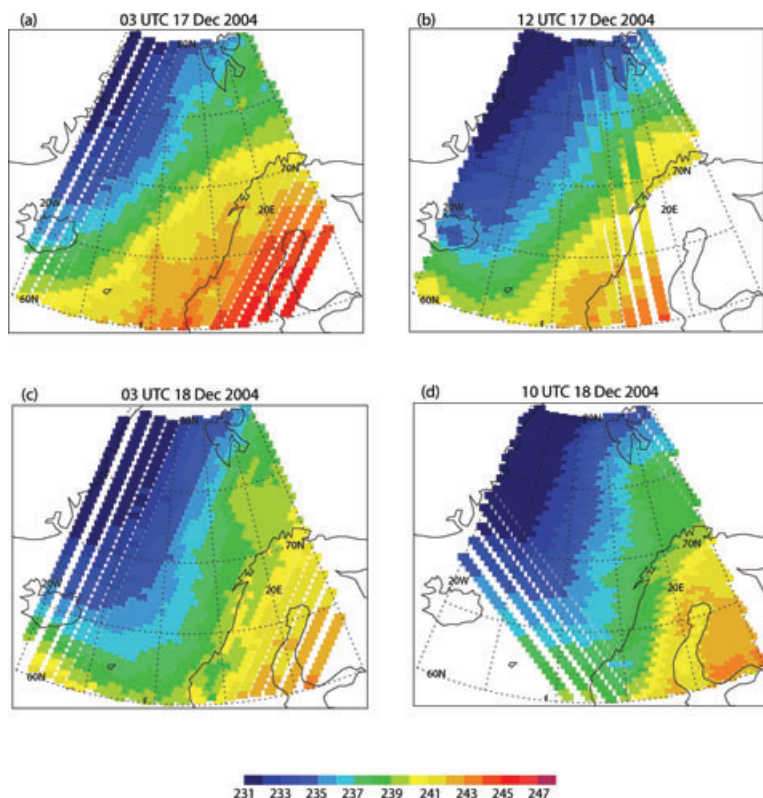 (a) 03 UTC 17 Dec 2004
80N
70N
20W
20E
60N
(b) 12 UTC 17 Dec 2004
80N
70N
20W
20E
60N
(c) 03 UTC 18 Dec 2004
80N
70N
20W
20E
60N
(d) 10 UTC 18 Dec 2004
80N
70N
20W
20E
60N
231 233 235 237 239 241 243 245 247